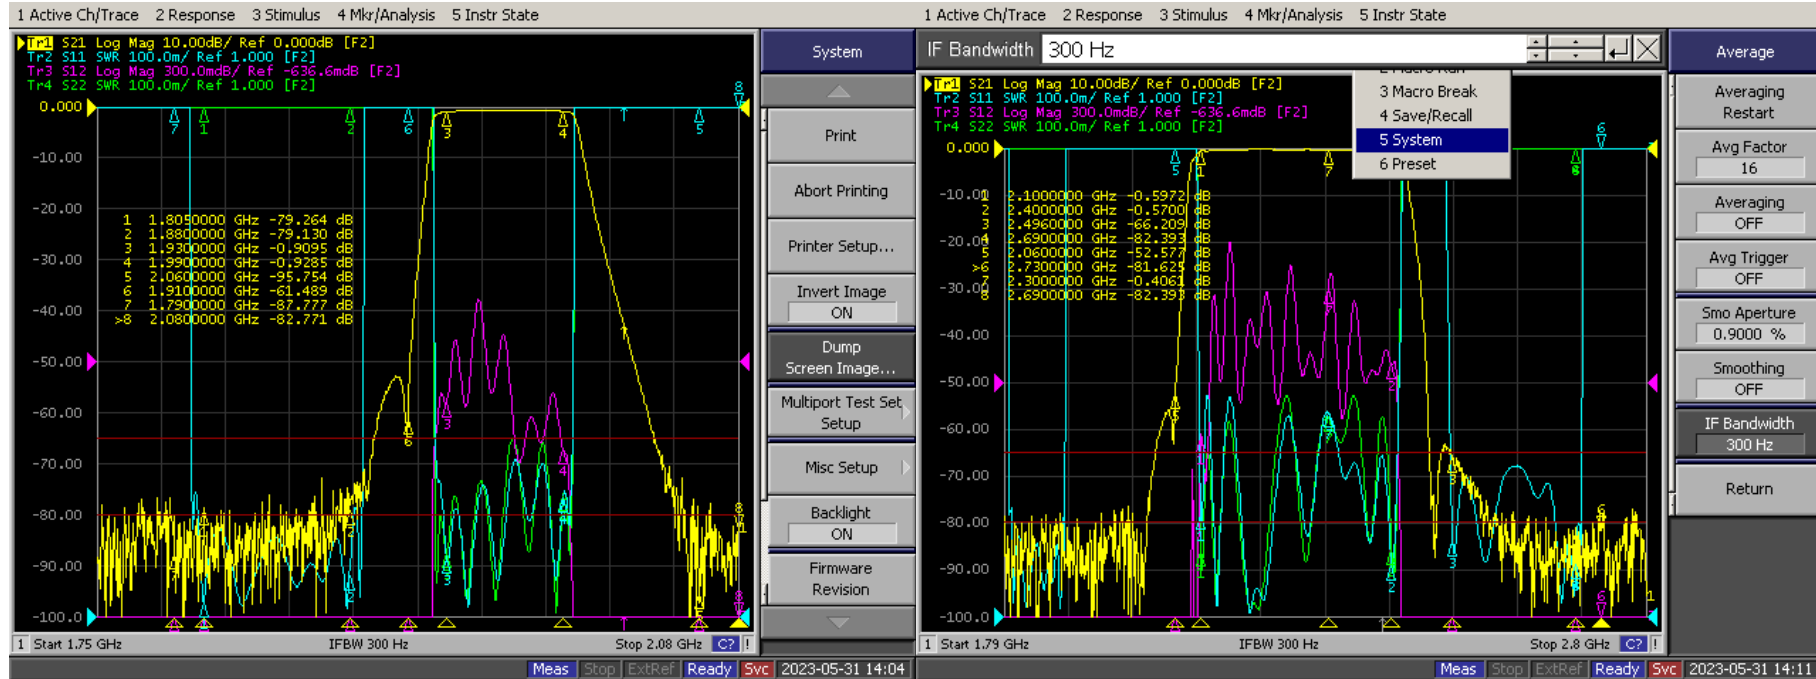 1 Active Ch/Trace 2 Response 3 Stimulus 4 Mkr/Analysis 5 Instr State
Tr1 S21 Log Mag 10.00dB/ Ref 0.000dB [F2]
Tr2 S11 SWR 100.0m/ Ref 1.000 [F2]
Tr3 S12 Log Mag 300.0mdB/ Ref -636.6mdB [F2]
Tr4 S22 SWR 100.0m/ Ref 1.000 [F2]
0.000
-10.00
-20.00
-30.00
-40.00
-50.00
-60.00
-70.00
-80.00
-90.00
-100.0
1 1.8050000 GHz -79.264 dB
2 1.8800000 GHz -79.130 dB
3 1.9300000 GHz -0.9095 dB
4 1.9900000 GHz -0.9285 dB
5 2.0600000 GHz -95.754 dB
6 1.9100000 GHz -61.489 dB
7 1.7900000 GHz -87.777 dB
>8 2.0800000 GHz -82.771 dB
1 Start 1.75 GHz IFBW 300 Hz Stop 2.08 GHz C? !
Meas Stop ExtRef Ready Svc 2023-05-31 14:04
System
Print
Abort Printing
Printer Setup...
Invert Image
ON
Dump
Screen Image...
Multiport Test Set
Setup
Misc Setup
Backlight
ON
Firmware
Revision
1 Active Ch/Trace 2 Response 3 Stimulus 4 Mkr/Analysis 5 Instr State
IF Bandwidth 300 Hz
Tr1 S21 Log Mag 10.00dB/ Ref 0.000dB [F2]
Tr2 S11 SWR 100.0m/ Ref 1.000 [F2]
Tr3 S12 Log Mag 300.0mdB/ Ref -636.6mdB [F2]
Tr4 S22 SWR 100.0m/ Ref 1.000 [F2]
3 Macro Break
4 Save/Recall
5 System
6 Preset
0.000
-10.00
-20.00
-30.00
-40.00
-50.00
-60.00
-70.00
-80.00
-90.00
-100.0
1 2.1000000 GHz -0.5972 dB
2 2.4000000 GHz -0.5700 dB
3 2.4960000 GHz -66.209 dB
4 2.6900000 GHz -82.393 dB
5 2.0600000 GHz -52.577 dB
>6 2.7300000 GHz -81.625 dB
7 2.3000000 GHz -0.4061 dB
8 2.6900000 GHz -82.393 dB
1 Start 1.79 GHz IFBW 300 Hz Stop 2.8 GHz C? !
Meas Stop ExtRef Ready Svc 2023-05-31 14:11
Average
Averaging
Restart
Avg Factor
16
Averaging
OFF
Avg Trigger
OFF
Smo Aperture
0.9000 %
Smoothing
OFF
IF Bandwidth
300 Hz
Return